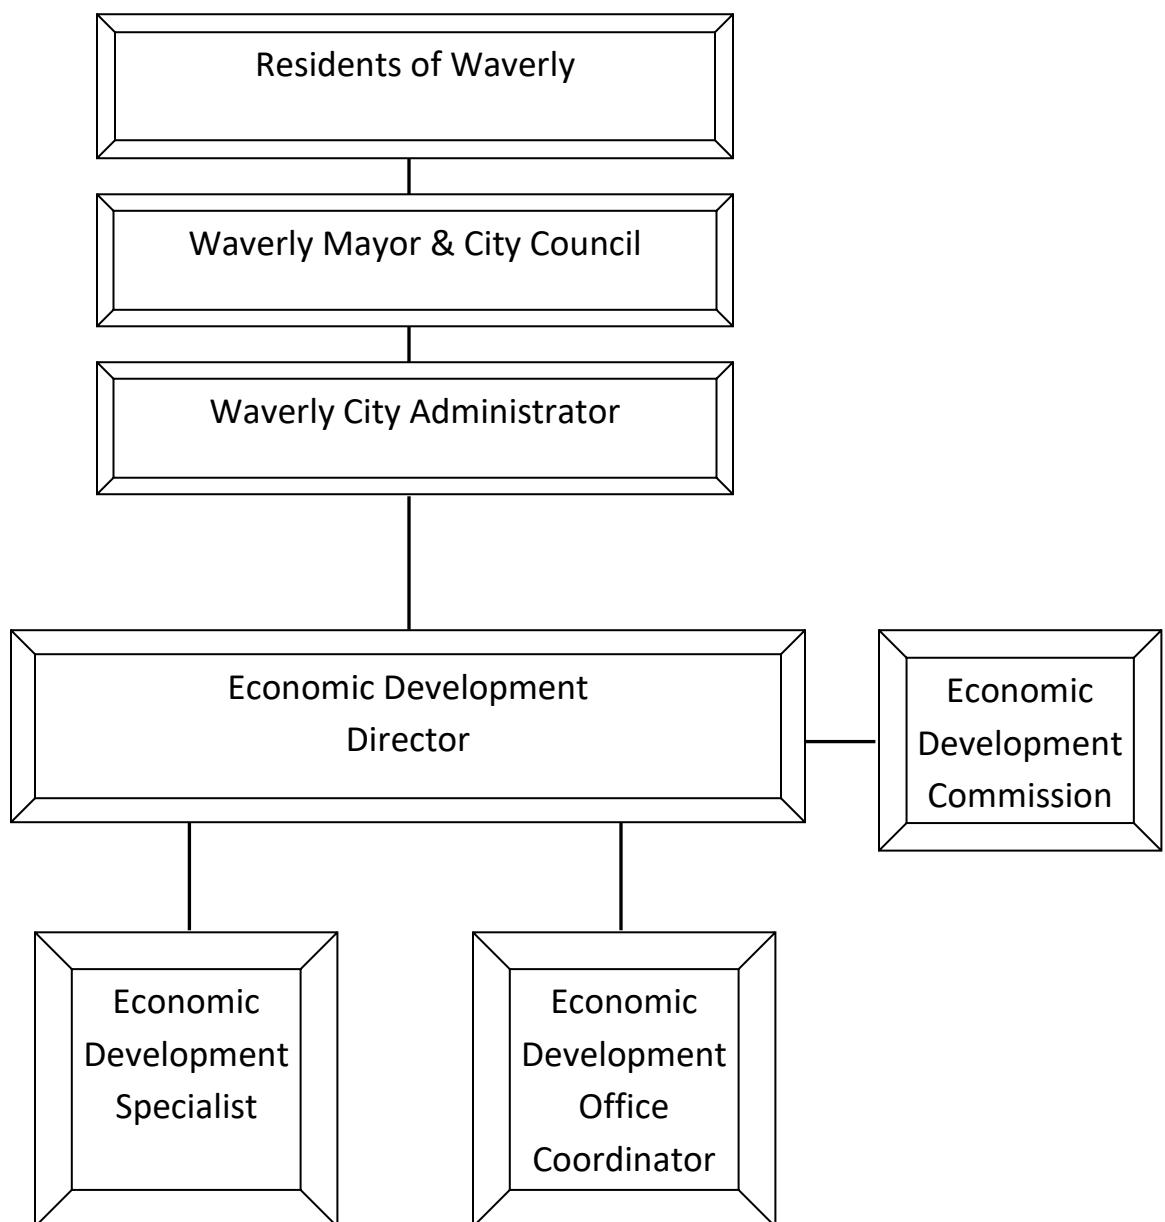 Residents of Waverly
Waverly Mayor & City Council
Waverly City Administrator
Economic Development
Director
Economic
Development
Commission
Economic
Development
Specialist
Economic
Development
Office
Coordinator